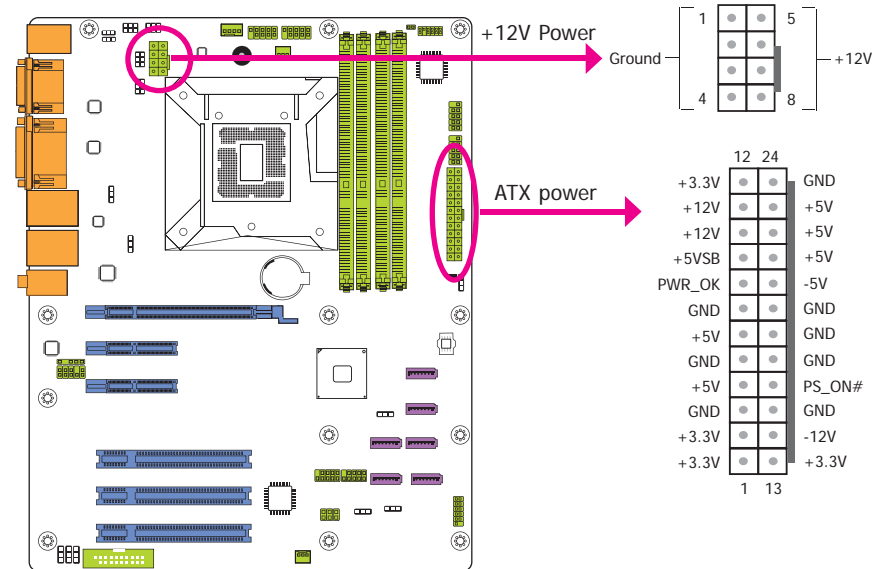 +12V Power
1 5
Ground
+12V
4 8
ATX power
12 24
+3.3V GND
+12V +5V
+12V +5V
+5VSB +5V
PWR_OK -5V
GND GND
+5V GND
GND GND
+5V PS_ON#
GND GND
+3.3V -12V
+3.3V +3.3V
1 13